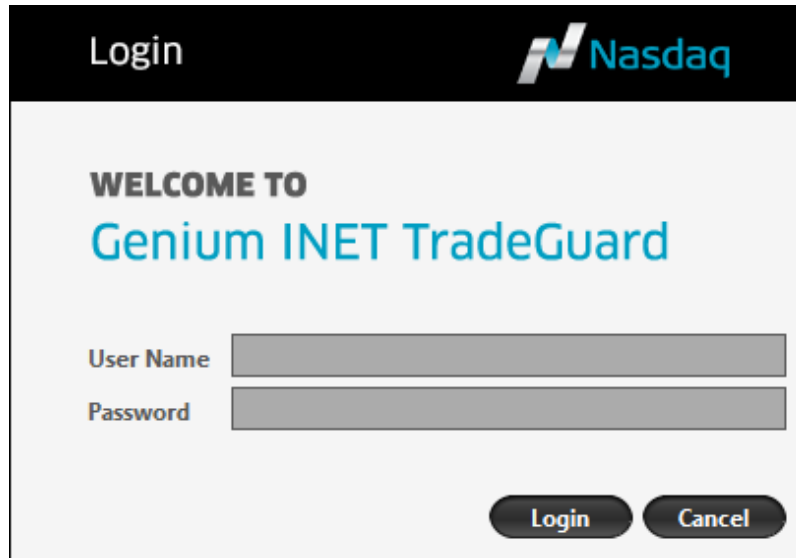 Login
Nasdaq
WELCOME TO
Genium INET TradeGuard
User Name
Password
Login
Cancel